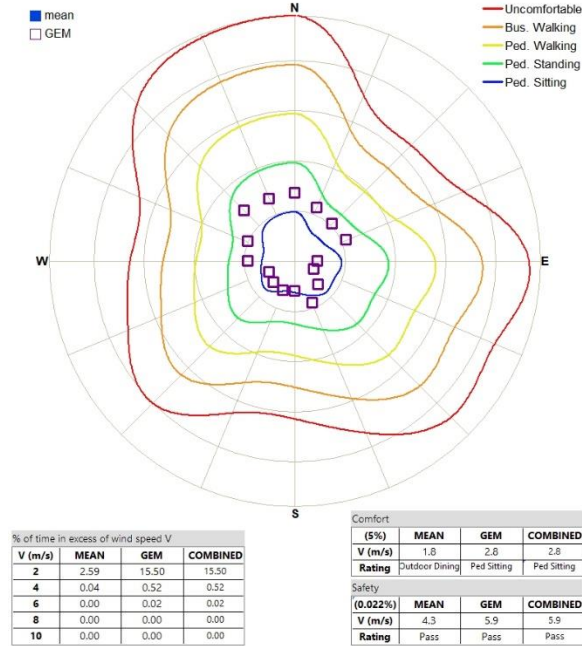 mean
GEM
Uncomfortable
Bus. Walking
Ped. Walking
Ped. Standing
Ped. Sitting
N
W
E
S
% of time in excess of wind speed V
V (m/s) MEAN GEM COMBINED
2 2.59 15.50 15.50
4 0.04 0.52 0.52
6 0.00 0.02 0.02
8 0.00 0.00 0.00
10 0.00 0.00 0.00
Comfort
(5%) MEAN GEM COMBINED
V (m/s) 1.8 2.8 2.8
Rating Outdoor Dining Ped Sitting Ped Sitting
Safety
(0.022%) MEAN GEM COMBINED
V (m/s) 4.3 5.9 5.9
Rating Pass Pass Pass